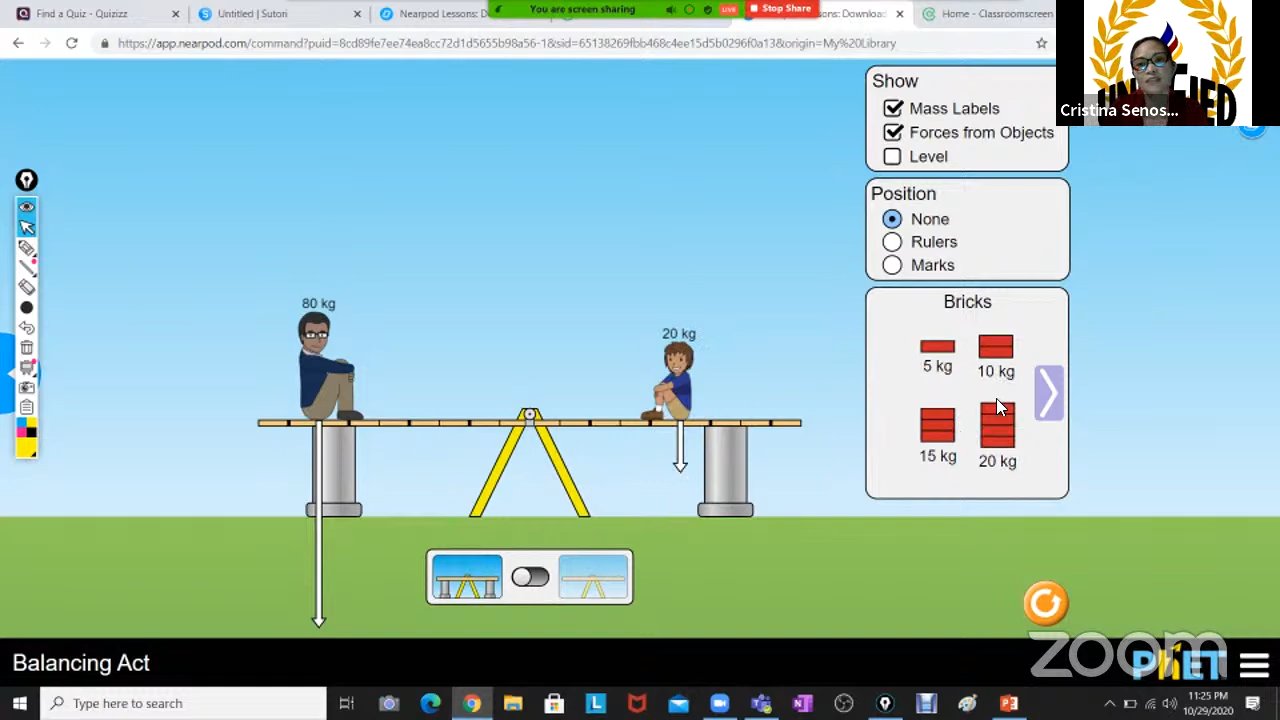 You are screen sharing
LIVE
Stop Share
Find a Quiz - Quizizz
Untitled | Sutori
Nearpod Lessons: D
Lessons: Download
Home - Classroomscreen
https://app.nearpod.com/command?puid=8cd89fe7ee74ea8cc72d1d5655b98a56-1&sid=65138269fbb468c4ee15d5b0296f0a13&origin=My%20Library
Cristina Senos...
Show
Mass Labels
Forces from Objects
Level
Position
None
Rulers
Marks
Bricks
5 kg
10 kg
15 kg
20 kg
80 kg
20 kg
Balancing Act
zoom
PhET
Type here to search
11:25 PM
10/29/2020